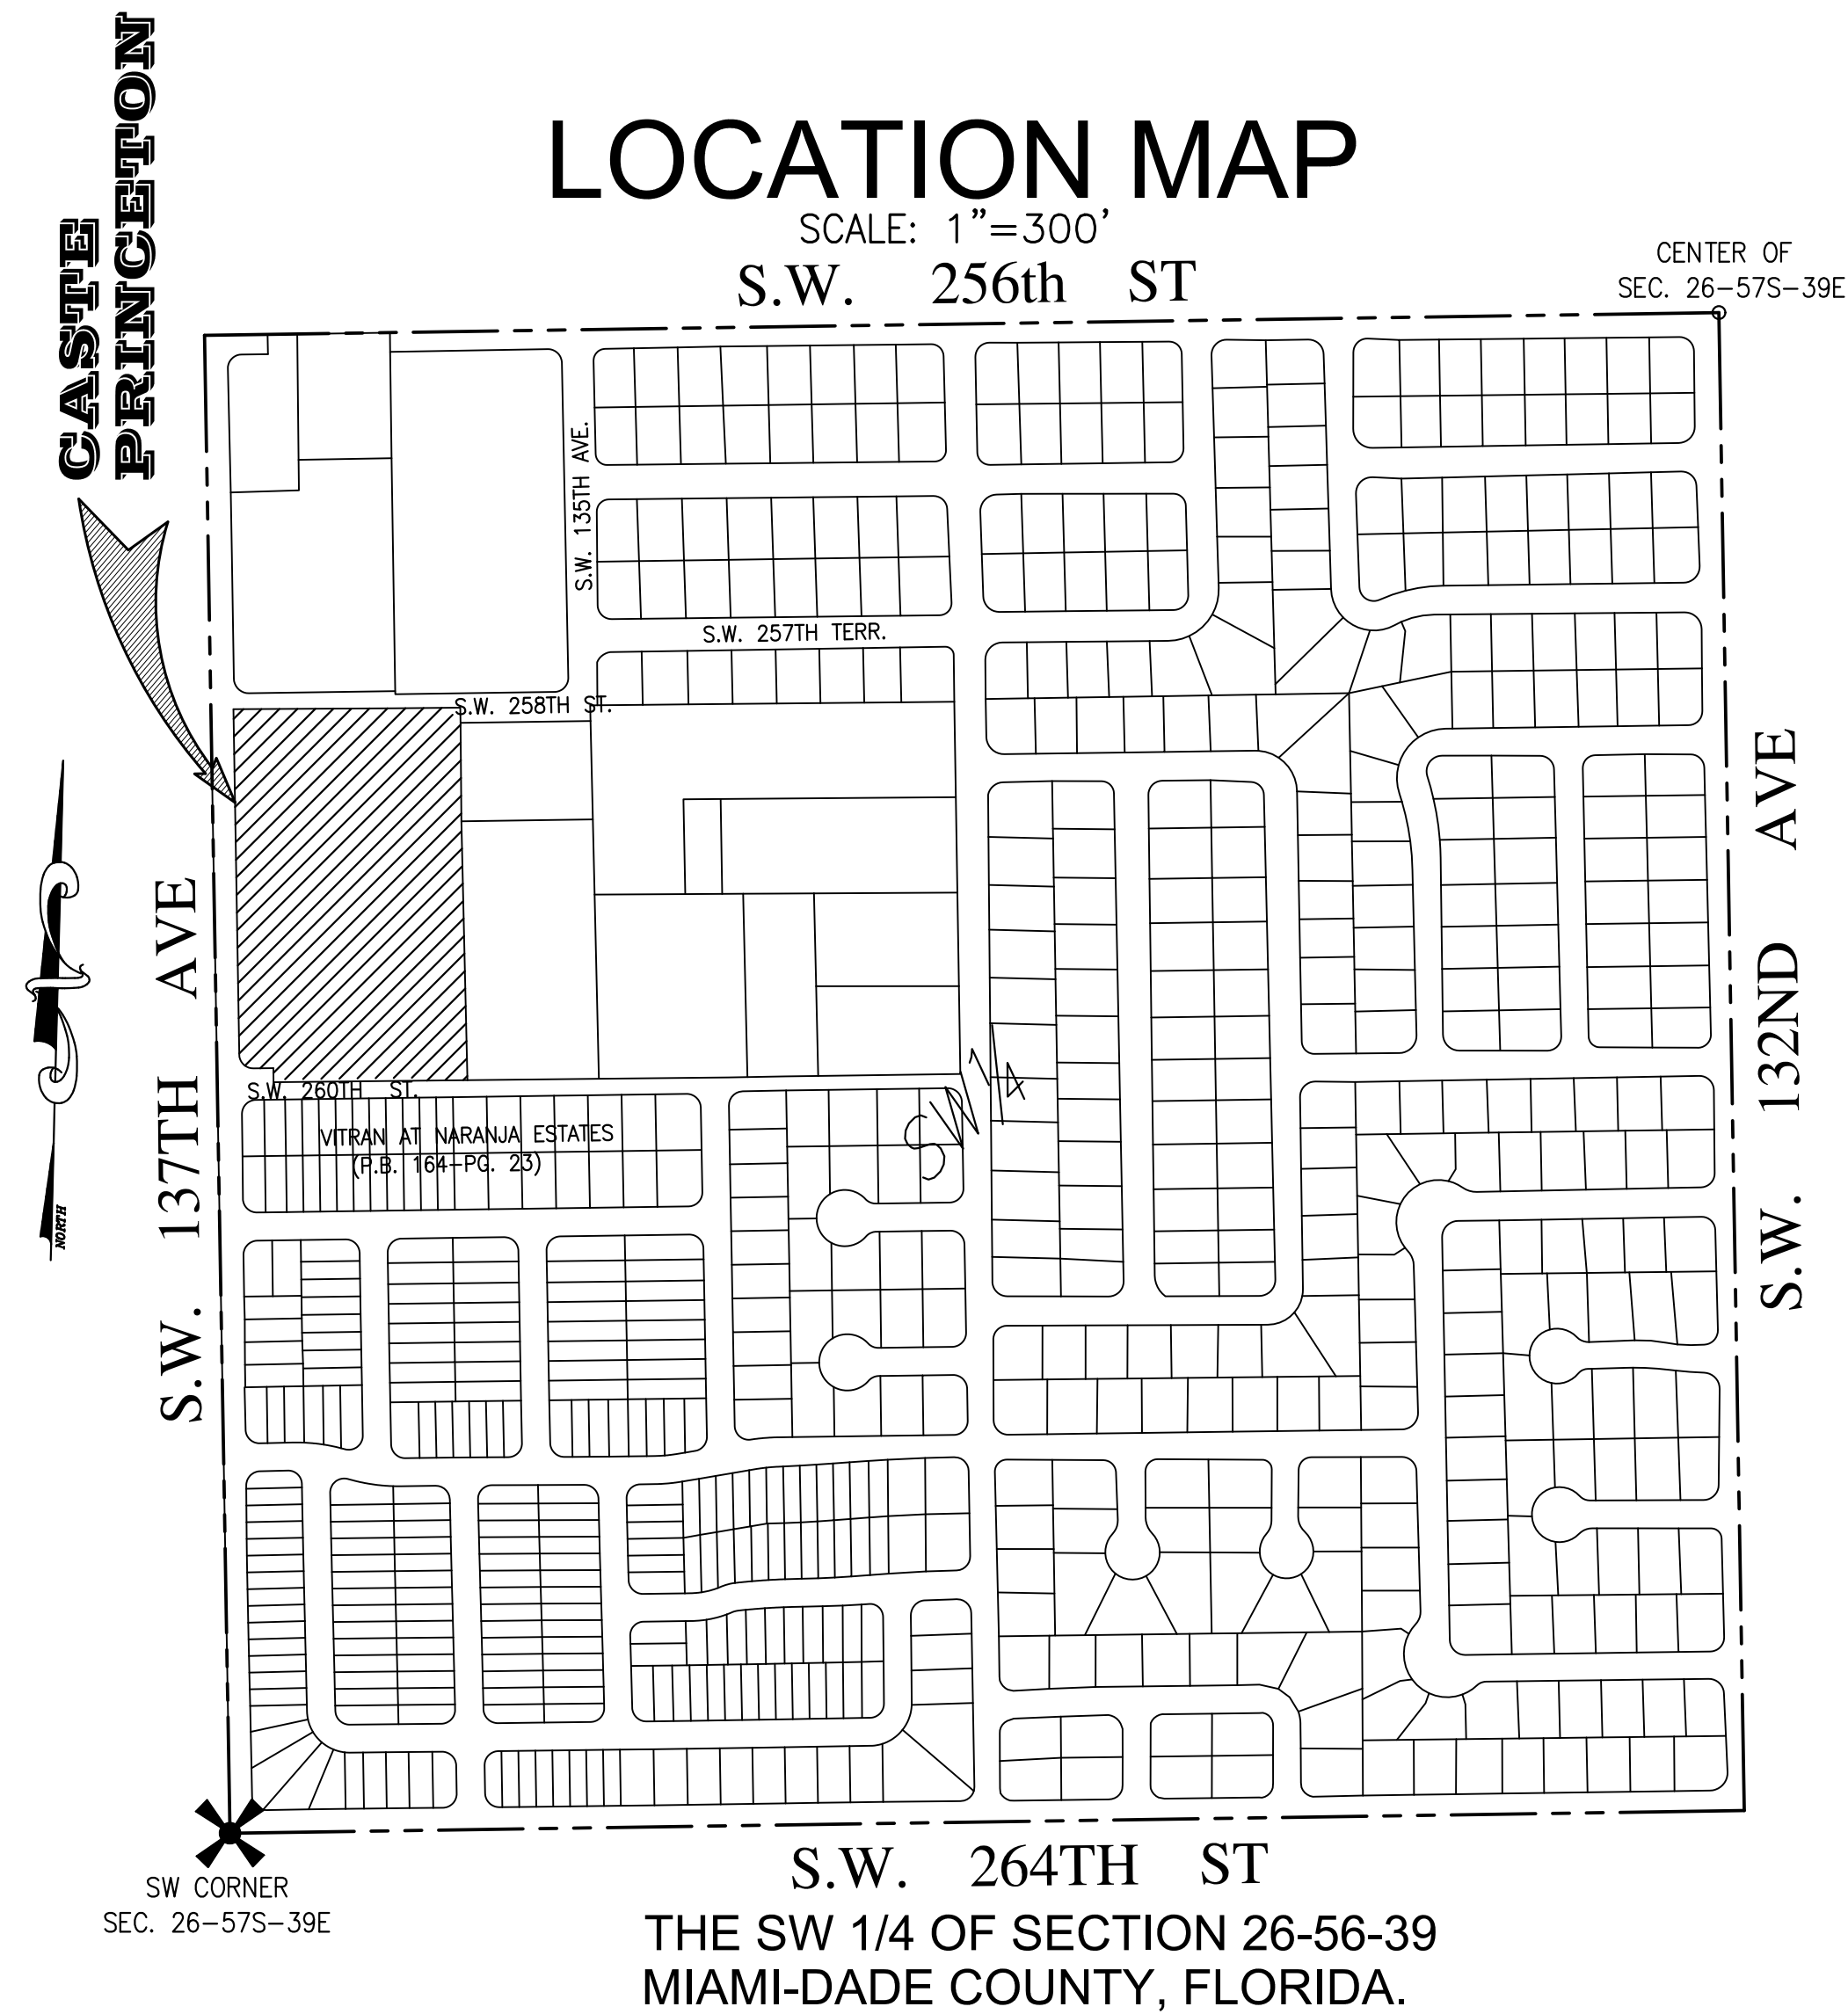 CASTE
PRINCETON
LOCATION MAP
SCALE: 1"=300'
S.W. 256th ST
CENTER OF
SEC. 26-57S-39E
S.W. 135TH AVE.
S.W. 257TH TERR.
S.W. 258TH ST.
S.W. 137TH AVE
S.W. 132ND AVE
NORTH
SW 1/4
S.W. 260TH ST.
VITRAN AT NARANJA ESTATES
(P.B. 164-PG. 23)
S.W. 264TH ST
SW CORNER
SEC. 26-57S-39E
THE SW 1/4 OF SECTION 26-56-39
MIAMI-DADE COUNTY, FLORIDA.